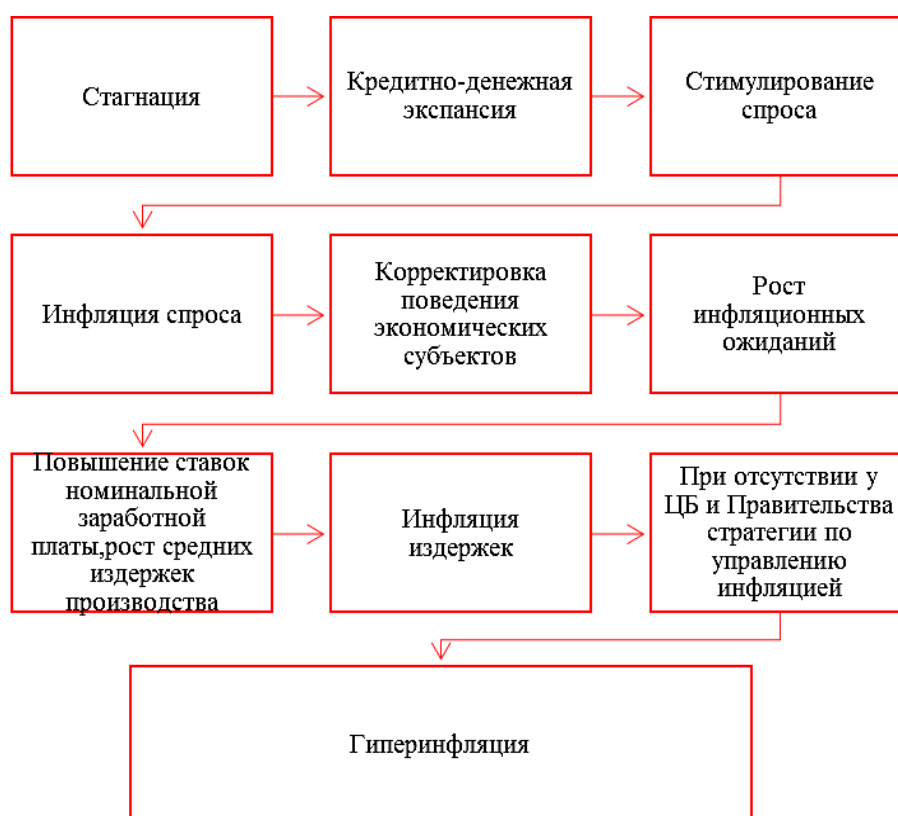 Стагнация
Кредитно-денежная
экспансия
Стимулирование
спроса
Инфляция спроса
Корректировка
поведения
экономических
субъектов
Рост
инфляционных
ожиданий
Повышение ставок
номинальной
заработной
платы,рост средних
издержек
производства
Инфляция
издержек
При отсутствии у
ЦБ и Правительства
стратегии по
управлению
инфляцией
Гиперинфляция